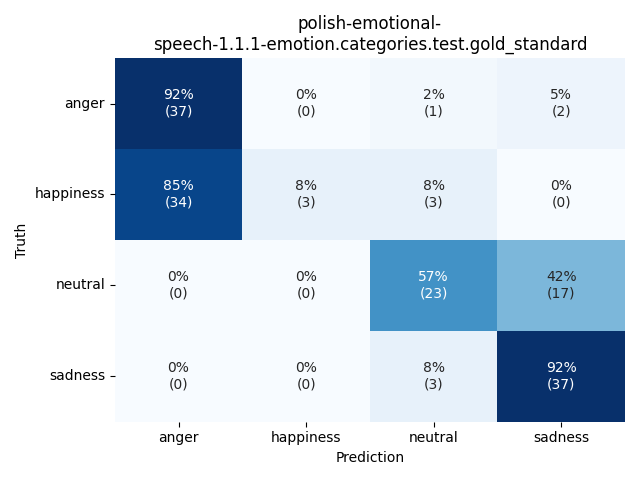 polish-emotional-
speech-1.1.1-emotion.categories.test.gold_standard
Truth
anger
92%
(37)
0%
(0)
2%
(1)
5%
(2)
happiness
85%
(34)
8%
(3)
8%
(3)
0%
(0)
neutral
0%
(0)
0%
(0)
57%
(23)
42%
(17)
sadness
0%
(0)
0%
(0)
8%
(3)
92%
(37)
anger
happiness
neutral
sadness
Prediction